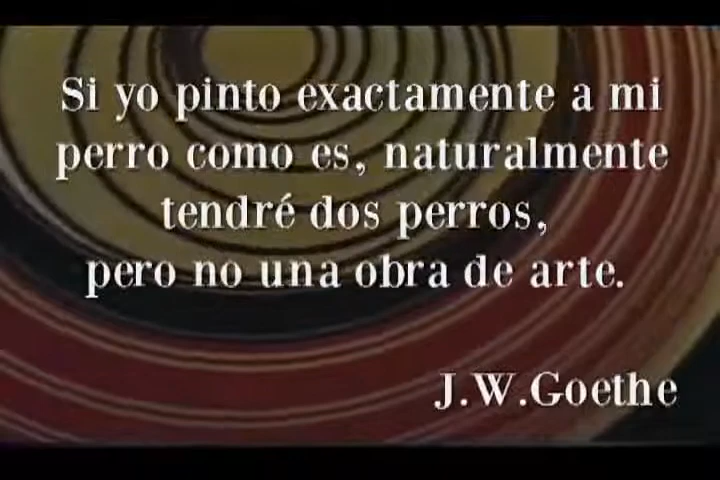 Si yo pinto exactamente a mi
perro como es, naturalmente
tendré dos perros,
pero no una obra de arte.
J.W.Goethe